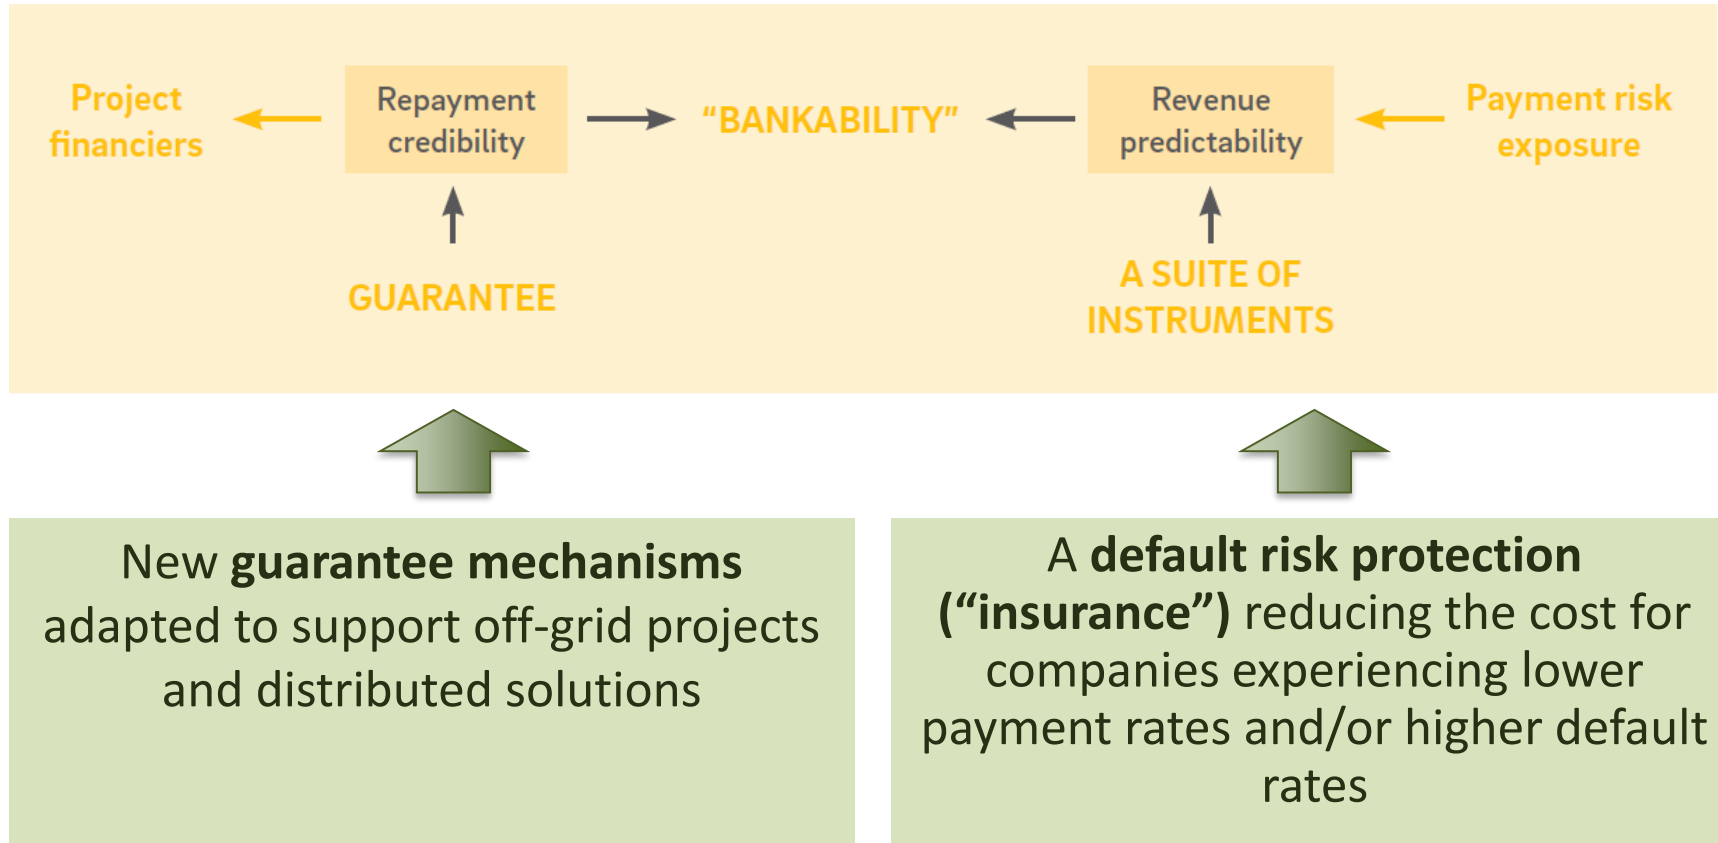 Project
financiers
Repayment
credibility
“BANKABILITY”
Revenue
predictability
Payment risk
exposure
GUARANTEE
A SUITE OF
INSTRUMENTS
New guarantee mechanisms
adapted to support off-grid projects
and distributed solutions
A default risk protection
(“insurance”) reducing the cost for
companies experiencing lower
payment rates and/or higher default
rates